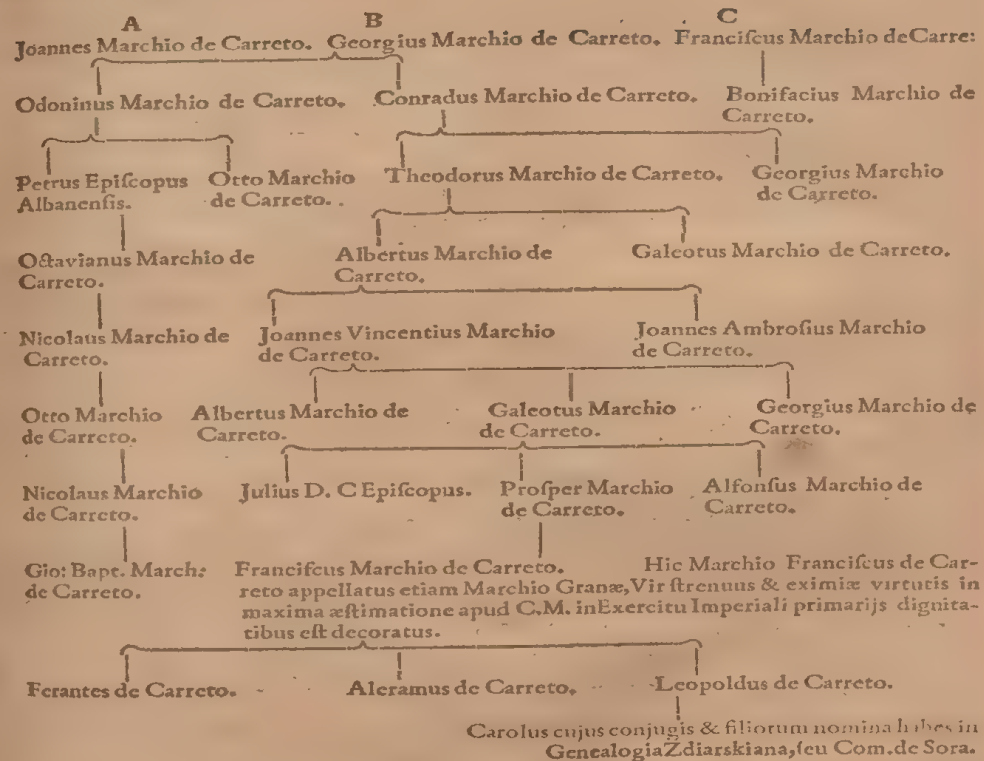 A B C
Joannes Marchio de Carreto. Georgius Marchio de Carreto. Franciſcus Marchio deCarre:
Odoninus Marchio de Carreto. Conradus Marchio de Carreto. Bonifacius Marchio de
Carreto.
Petrus Epiſcopus Otto Marchio Theodorus Marchio de Carreto. Georgius Marchio
Albanenſis. de Carreto. de Carreto.
Octavianus Marchio de Albertus Marchio de Galeotus Marchio de Carreto.
Carreto. Carreto.
Nicolaus Marchio de Joannes Vincentius Marchio Joannes Ambroſius Marchio
Carreto. de Carreto. de Carreto.
Otto Marchio Albertus Marchio de Galeotus Marchio Georgius Marchio de
de Carreto. Carreto. de Carreto. Carreto.
Nicolaus Marchio Julius D. C Epiſcopus. Proſper Marchio Alfonſus Marchio de
de Carreto. de Carreto. Carreto.
Gio: Bapt. March: Franciſcus Marchio de Carreto. Hic Marchio Franciſcus de Car-
de Carreto. reto appellatus etiam Marchio Granæ, Vir ſtrenuus & eximiæ virtutis in
maxima æſtimatione apud C.M. inExercitu Imperiali primarijs dignita-
tibus eſt decoratus.
Ferantes de Carreto. Aleramus de Carreto. Leopoldus de Carreto.
Carolus cujus conjugis & filiorum nomina habes in
GenealogiaZdiarskiana, ſeu Com.de Sora.